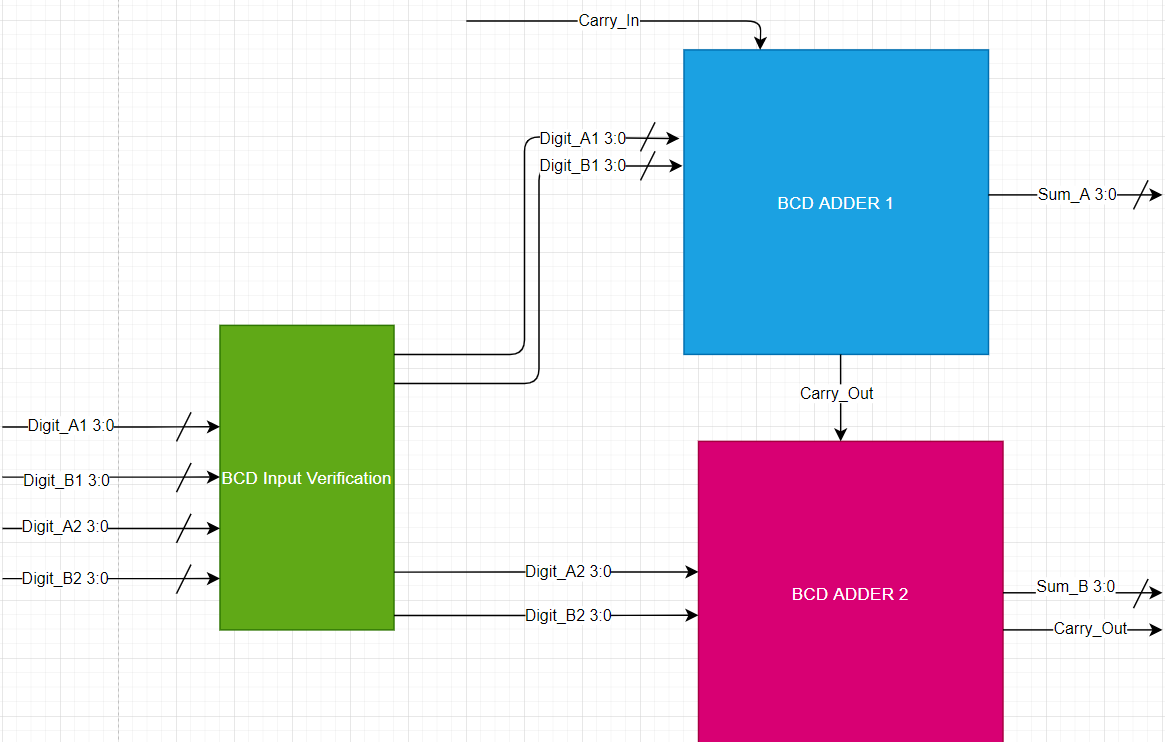 Carry_In
Digit_A1 3:0
Digit_B1 3:0
BCD ADDER 1
Sum_A 3:0
Carry_Out
Digit_A1 3:0
Digit_B1 3:0
Digit_A2 3:0
Digit_B2 3:0
BCD Input Verification
Digit_A2 3:0
Digit_B2 3:0
BCD ADDER 2
Sum_B 3:0
Carry_Out